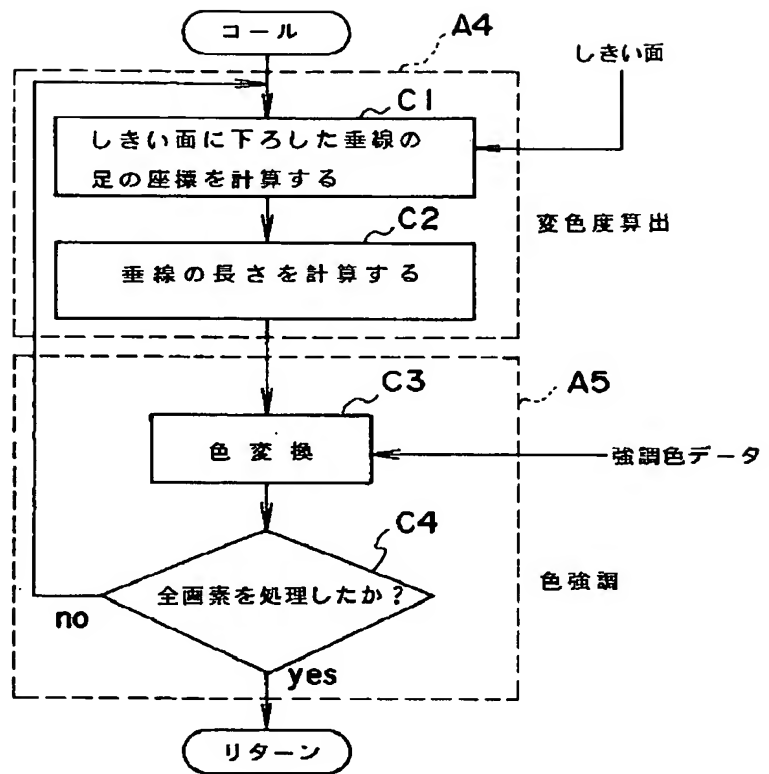 コール
A4
しきい面
C1
しきい面に下ろした垂線の
足の座標を計算する
C2
変色度算出
垂線の長さを計算する
C3
A5
色変換
強調色データ
C4
全画素を処理したか？
色強調
no
yes
リターン